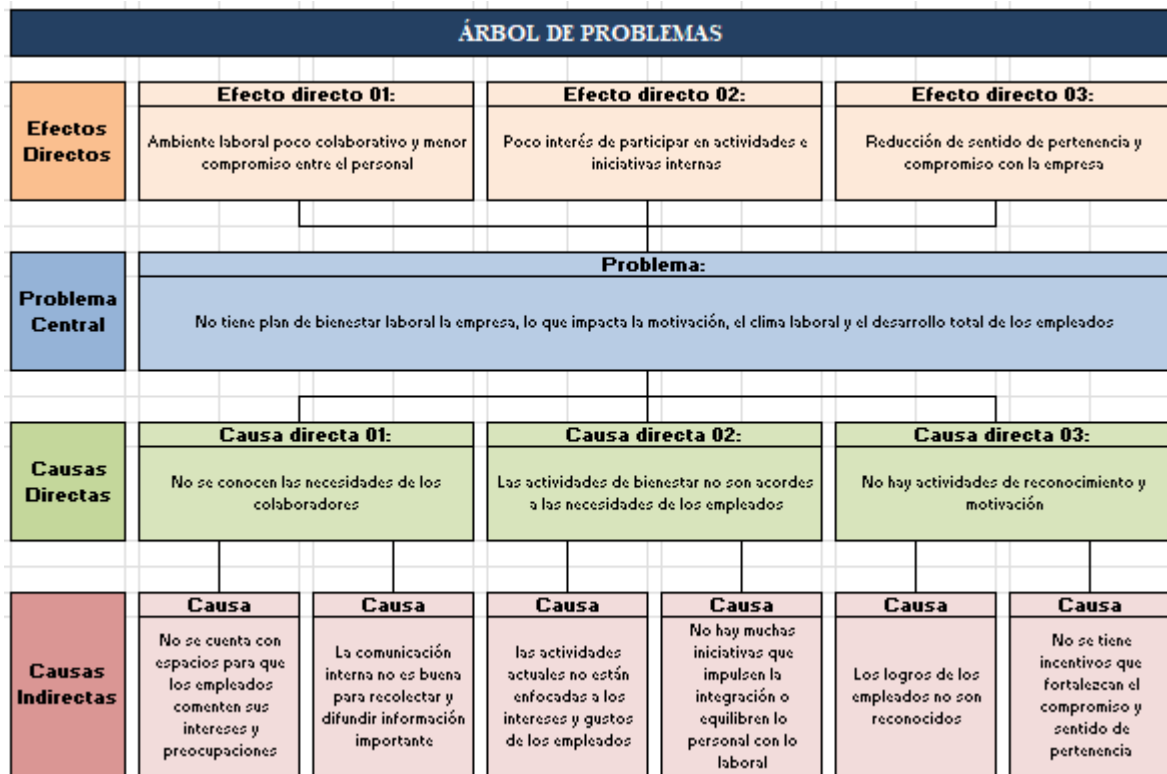 ÁRBOL DE PROBLEMAS
Efectos
Directos
Efecto directo 01:
Ambiente laboral poco colaborativo y menor
compromiso entre el personal
Efecto directo 02:
Poco interés de participar en actividades e
iniciativas internas
Efecto directo 03:
Reducción de sentido de pertenencia y
compromiso con la empresa
Problema
Central
Problema:
No tiene plan de bienestar laboral la empresa, lo que impacta la motivación, el clima laboral y el desarrollo total de los empleados
Causas
Directas
Causa directa 01:
No se conocen las necesidades de los
colaboradores
Causa directa 02:
Las actividades de bienestar no son acordes
a las necesidades de los empleados
Causa directa 03:
No hay actividades de reconocimiento y
motivación
Causas
Indirectas
Causa
No se cuenta con
espacios para que
los empleados
comenten sus
intereses y
preocupaciones
Causa
La comunicación
interna no es buena
para recolectar y
difundir información
importante
Causa
las actividades
actuales no están
enfocadas a los
intereses y gustos
de los empleados
Causa
No hay muchas
iniciativas que
impulsen la
integración o
equilibren lo
personal con lo
laboral
Causa
Los logros de los
empleados no son
reconocidos
Causa
No se tiene
incentivos que
fortalezcan el
compromiso y
sentido de
pertenencia